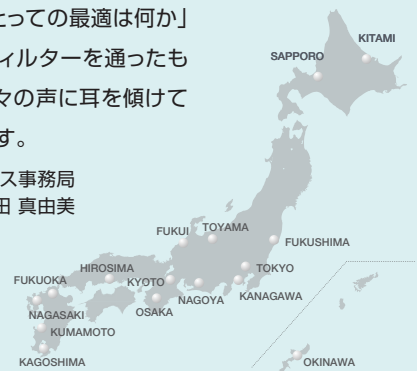 とっての最適は何か」
ィルターを通ったも
々の声に耳を傾けて
す。
ス事務局
田 真由美
KITAMI
SAPPORO
FUKUI
TOYAMA
FUKUSHIMA
HIROSIMA
KYOTO
TOKYO
FUKUOKA
NAGOYA
KANAGAWA
OSAKA
NAGASAKI
KUMAMOTO
KAGOSHIMA
OKINAWA